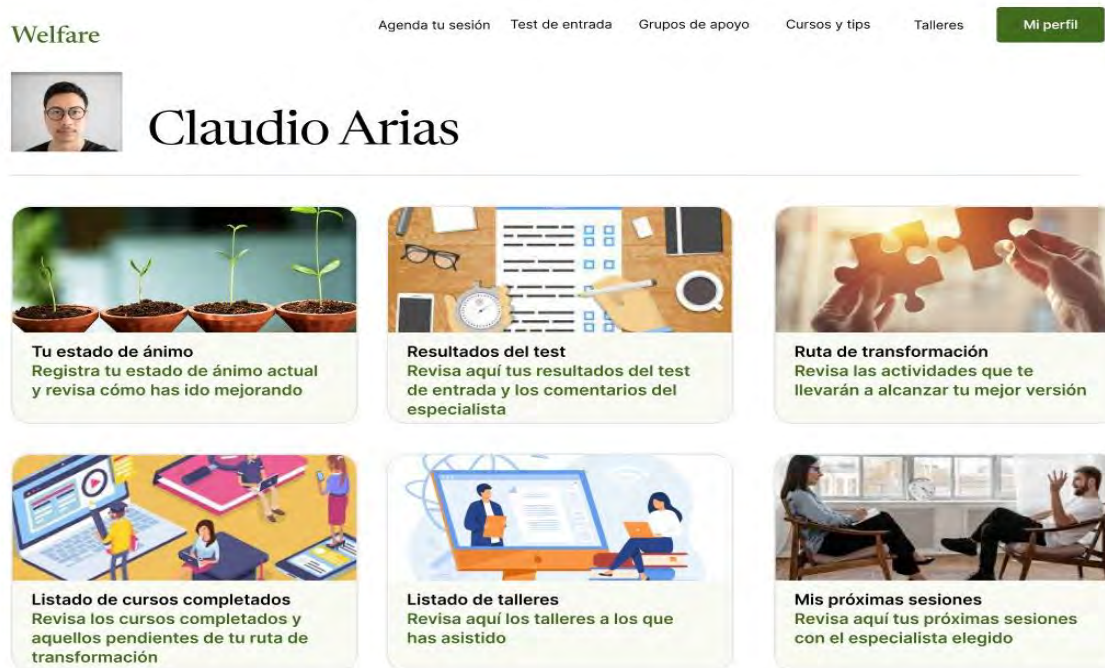 Welfare
Agenda tu sesión
Test de entrada
Grupos de apoyo
Cursos y tips
Talleres
Mi perfil
Claudio Arias
Tu estado de ánimo
Registra tu estado de ánimo actual
y revisa cómo has ido mejorando
Resultados del test
Revisa aquí tus resultados del test
de entrada y los comentarios del
especialista
Ruta de transformación
Revisa las actividades que te
llevarán a alcanzar tu mejor versión
Listado de cursos completados
Revisa los cursos completados y
aquellos pendientes de tu ruta de
transformación
Listado de talleres
Revisa aquí los talleres a los que
has asistido
Mis próximas sesiones
Revisa aquí tus próximas sesiones
con el especialista elegido